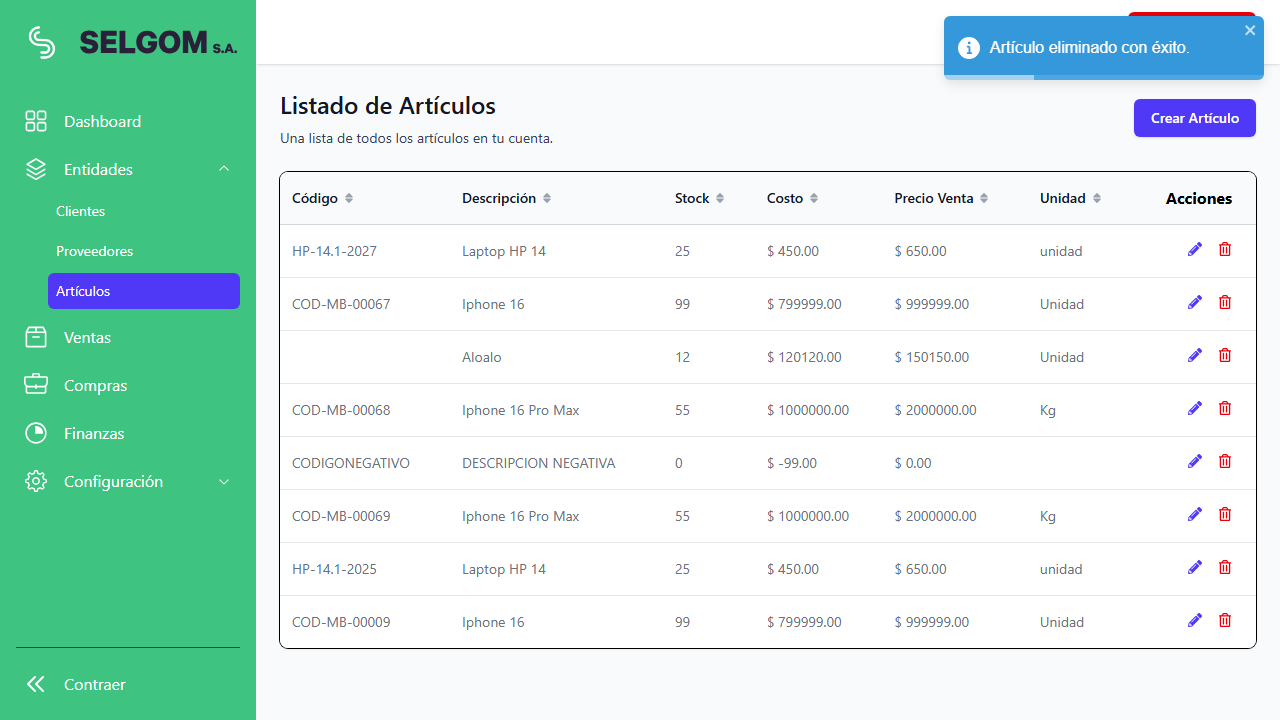 SELGOM S.A.
Artículo eliminado con éxito.
Dashboard
Entidades
Clientes
Proveedores
Artículos
Ventas
Compras
Finanzas
Configuración
Contraer
Listado de Artículos
Una lista de todos los artículos en tu cuenta.
Crear Artículo
Código Descripción Stock Costo Precio Venta Unidad Acciones
HP-14.1-2027 Laptop HP 14 25 $ 450.00 $ 650.00 unidad
COD-MB-00067 Iphone 16 99 $ 799999.00 $ 999999.00 Unidad
Aloalo 12 $ 120120.00 $ 150150.00 Unidad
COD-MB-00068 Iphone 16 Pro Max 55 $ 1000000.00 $ 2000000.00 Kg
CODIGONEGATIVO DESCRIPCION NEGATIVA 0 $ -99.00 $ 0.00
COD-MB-00069 Iphone 16 Pro Max 55 $ 1000000.00 $ 2000000.00 Kg
HP-14.1-2025 Laptop HP 14 25 $ 450.00 $ 650.00 unidad
COD-MB-00009 Iphone 16 99 $ 799999.00 $ 999999.00 Unidad